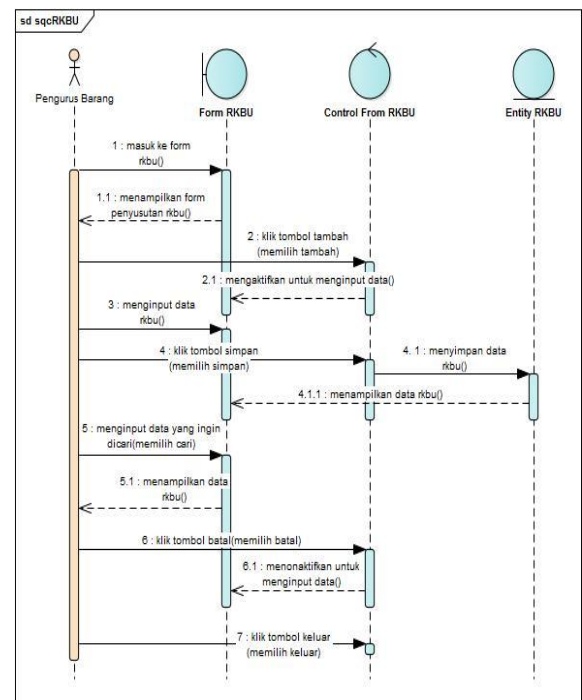 sd sqcRKBU
Pengurus Barang
Form RKBU
Control From RKBU
Entity RKBU
1 : masuk ke form
rkbu()
1.1 : menampilkan form
penyusutan rkbu()
2 : klik tombol tambah
(memilih tambah)
2.1 : mengaktifkan untuk menginput data()
3 : menginput data
rkbu()
4 : klik tombol simpan
(memilih simpan)
4. 1 : menyimpan data
rkbu()
4.1.1 : menampilkan data rkbu()
5 : menginput data yang ingin
dicari(memilih cari)
5.1 : menampilkan data
rkbu()
6 : klik tombol batal(memilih batal)
6.1 : menonaktifkan untuk
menginput data()
7 : klik tombol keluar
(memilih keluar)